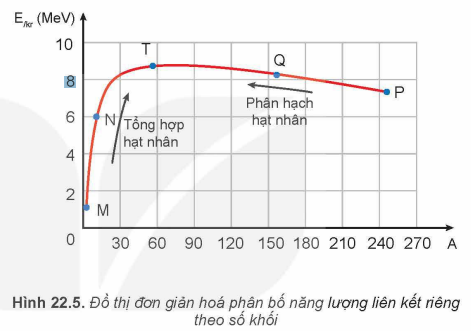 E_lkr (MeV)
10
T
Q
8
P
Phân hạch
hạt nhân
6
N
Tổng hợp
hạt nhân
4
2
M
0
30 60 90 120 150 180 210 240 270 A
Hình 22.5. Đồ thị đơn giản hoá phân bố năng lượng liên kết riêng
theo số khối